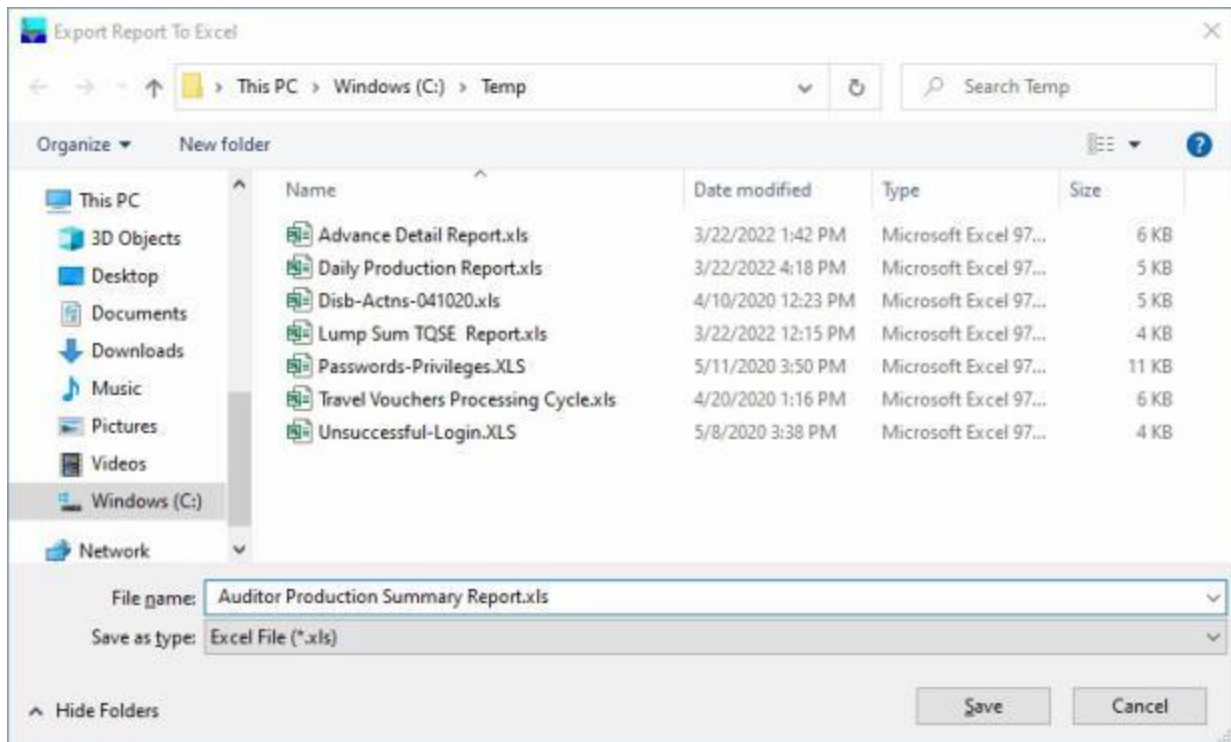 Export Report To Excel
This PC > Windows (C:) > Temp
Search Temp
Organize
New folder
Name Date modified Type Size
This PC
3D Objects
Desktop
Documents
Downloads
Music
Pictures
Videos
Windows (C:)
Network
Advance Detail Report.xls 3/22/2022 1:42 PM Microsoft Excel 97... 6 KB
Daily Production Report.xls 3/22/2022 4:18 PM Microsoft Excel 97... 5 KB
Disb-Actns-041020.xls 4/10/2020 12:23 PM Microsoft Excel 97... 5 KB
Lump Sum TQSE  Report.xls 3/22/2022 12:15 PM Microsoft Excel 97... 4 KB
Passwords-Privileges.XLS 5/11/2020 3:50 PM Microsoft Excel 97... 11 KB
Travel Vouchers Processing Cycle.xls 4/20/2020 1:16 PM Microsoft Excel 97... 6 KB
Unsuccessful-Login.XLS 5/8/2020 3:38 PM Microsoft Excel 97... 4 KB
File name: Auditor Production Summary Report.xls
Save as type: Excel File (*.xls)
Hide Folders
Save
Cancel